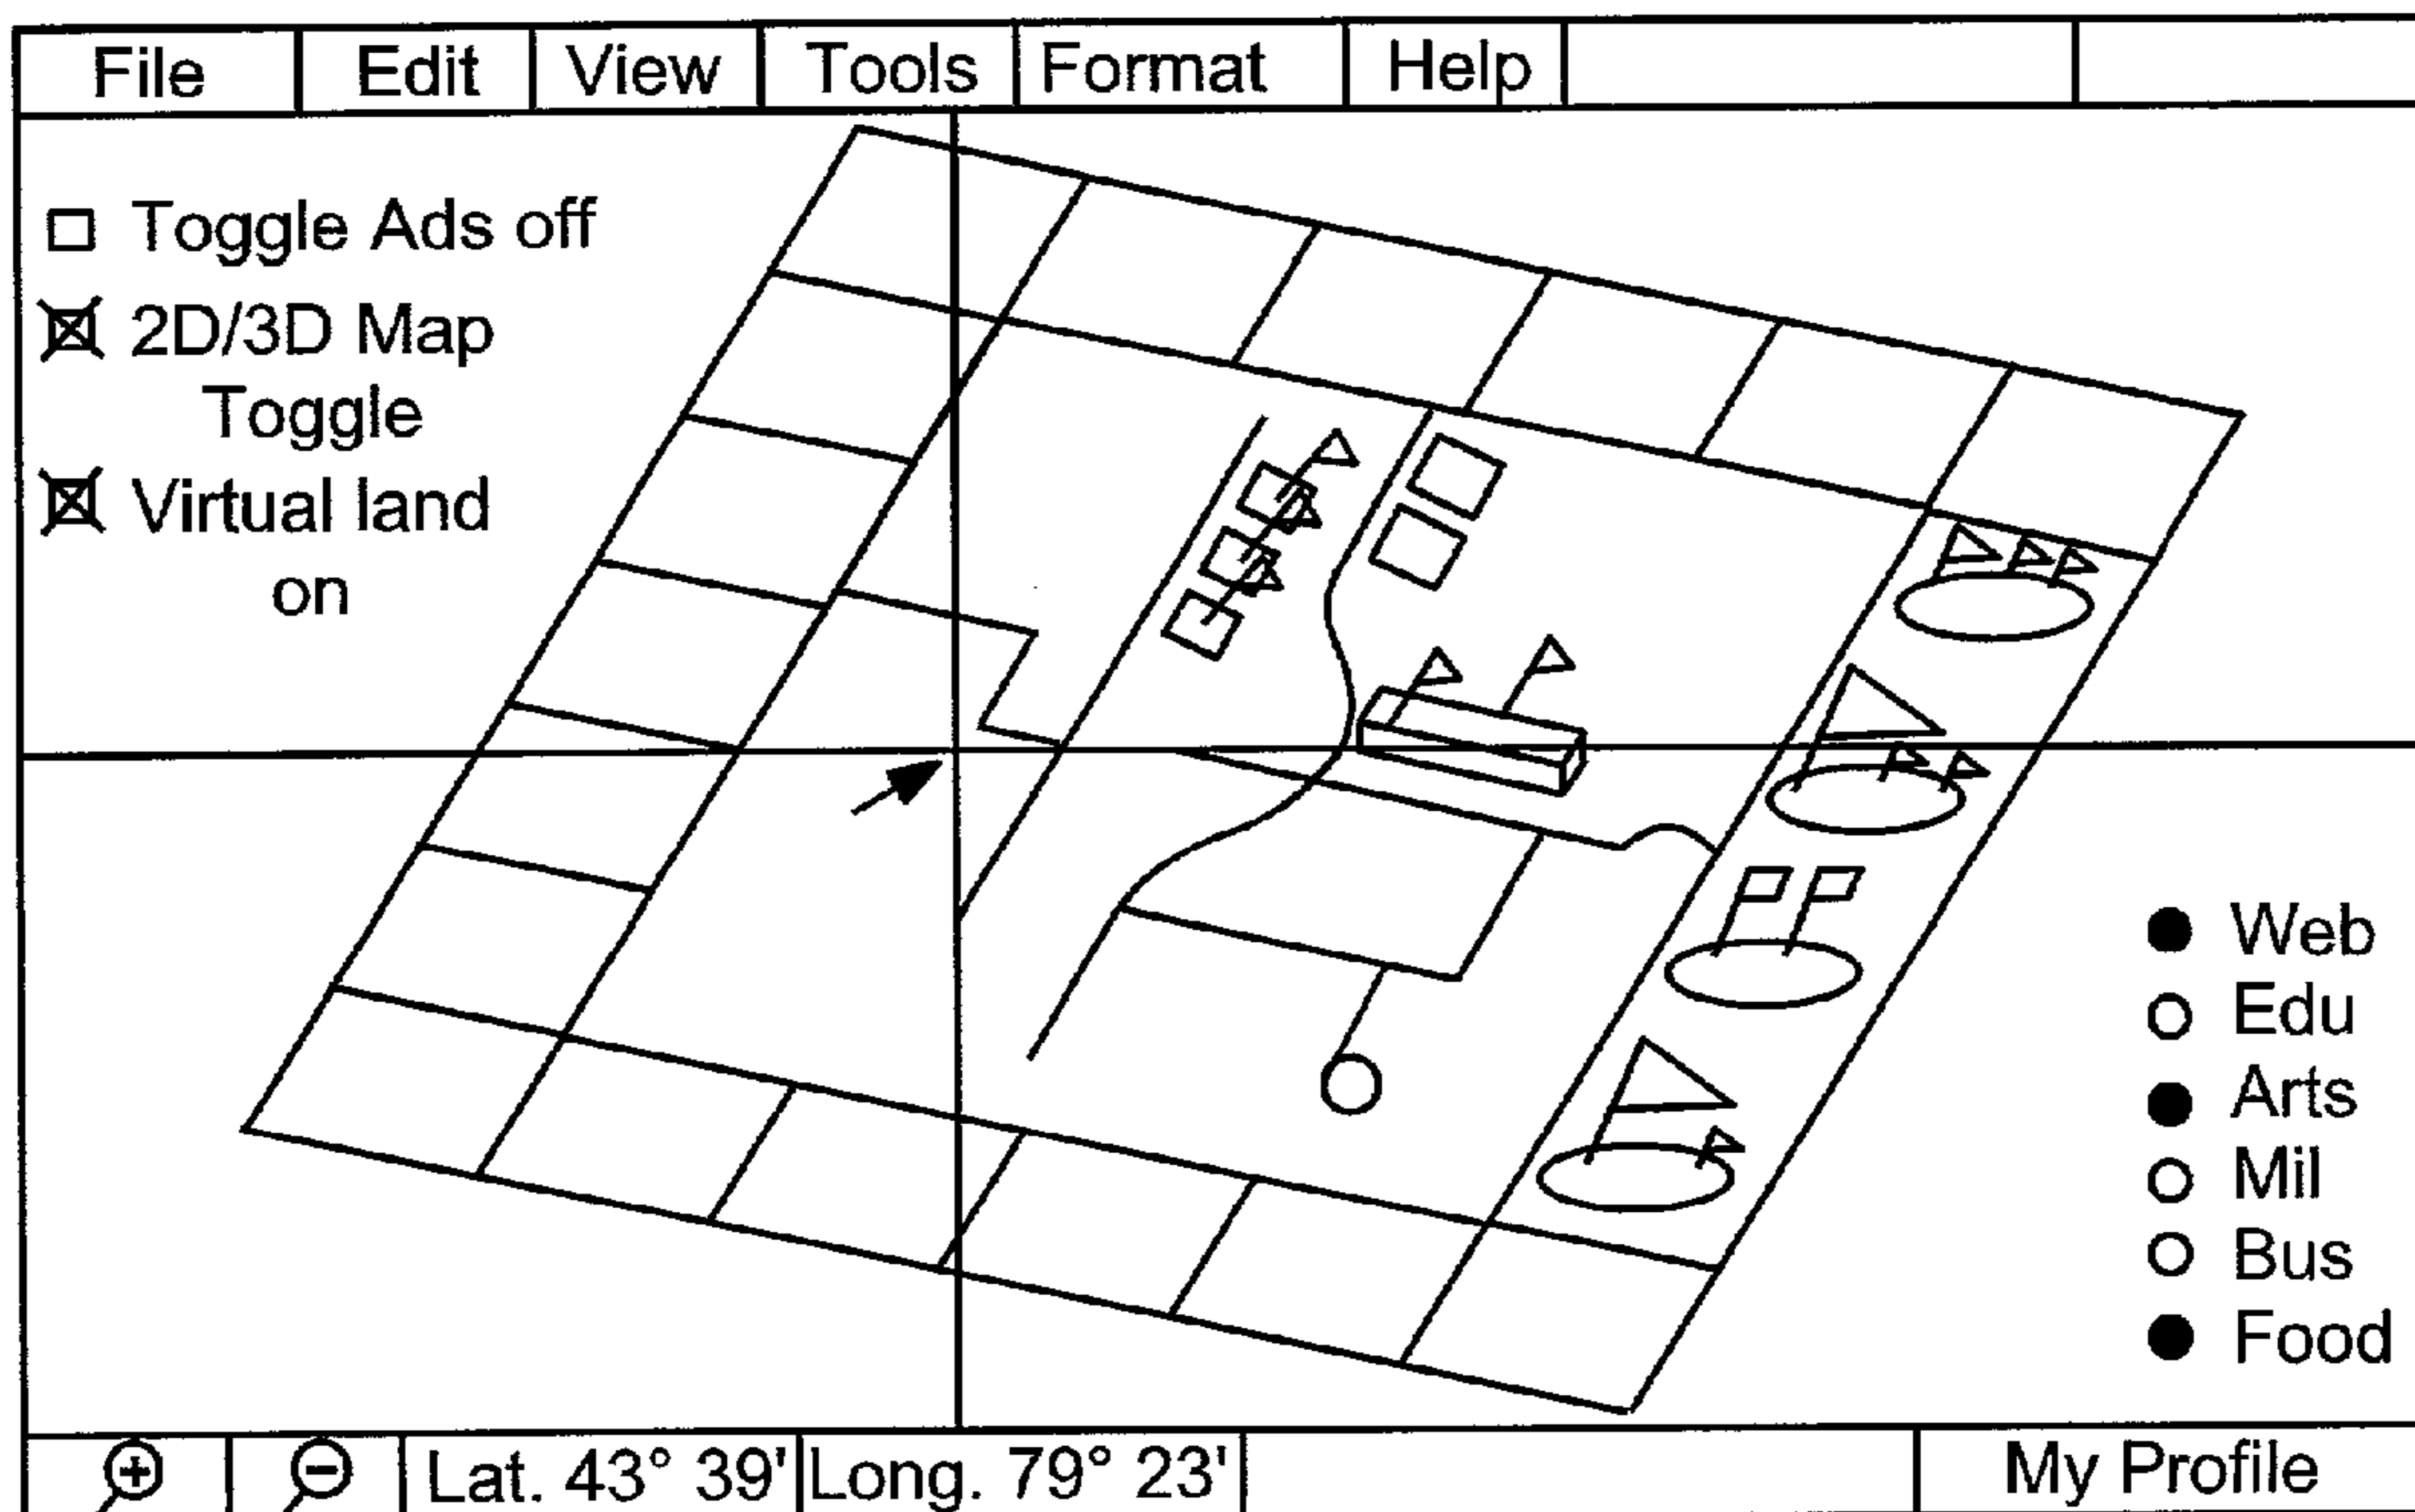 File Edit View Tools Format Help
Toggle Ads off
2D/3D Map
Toggle
Virtual land
on
Web
Edu
Arts
Mil
Bus
Food
Lat. 43° 39' Long. 79° 23' My Profile